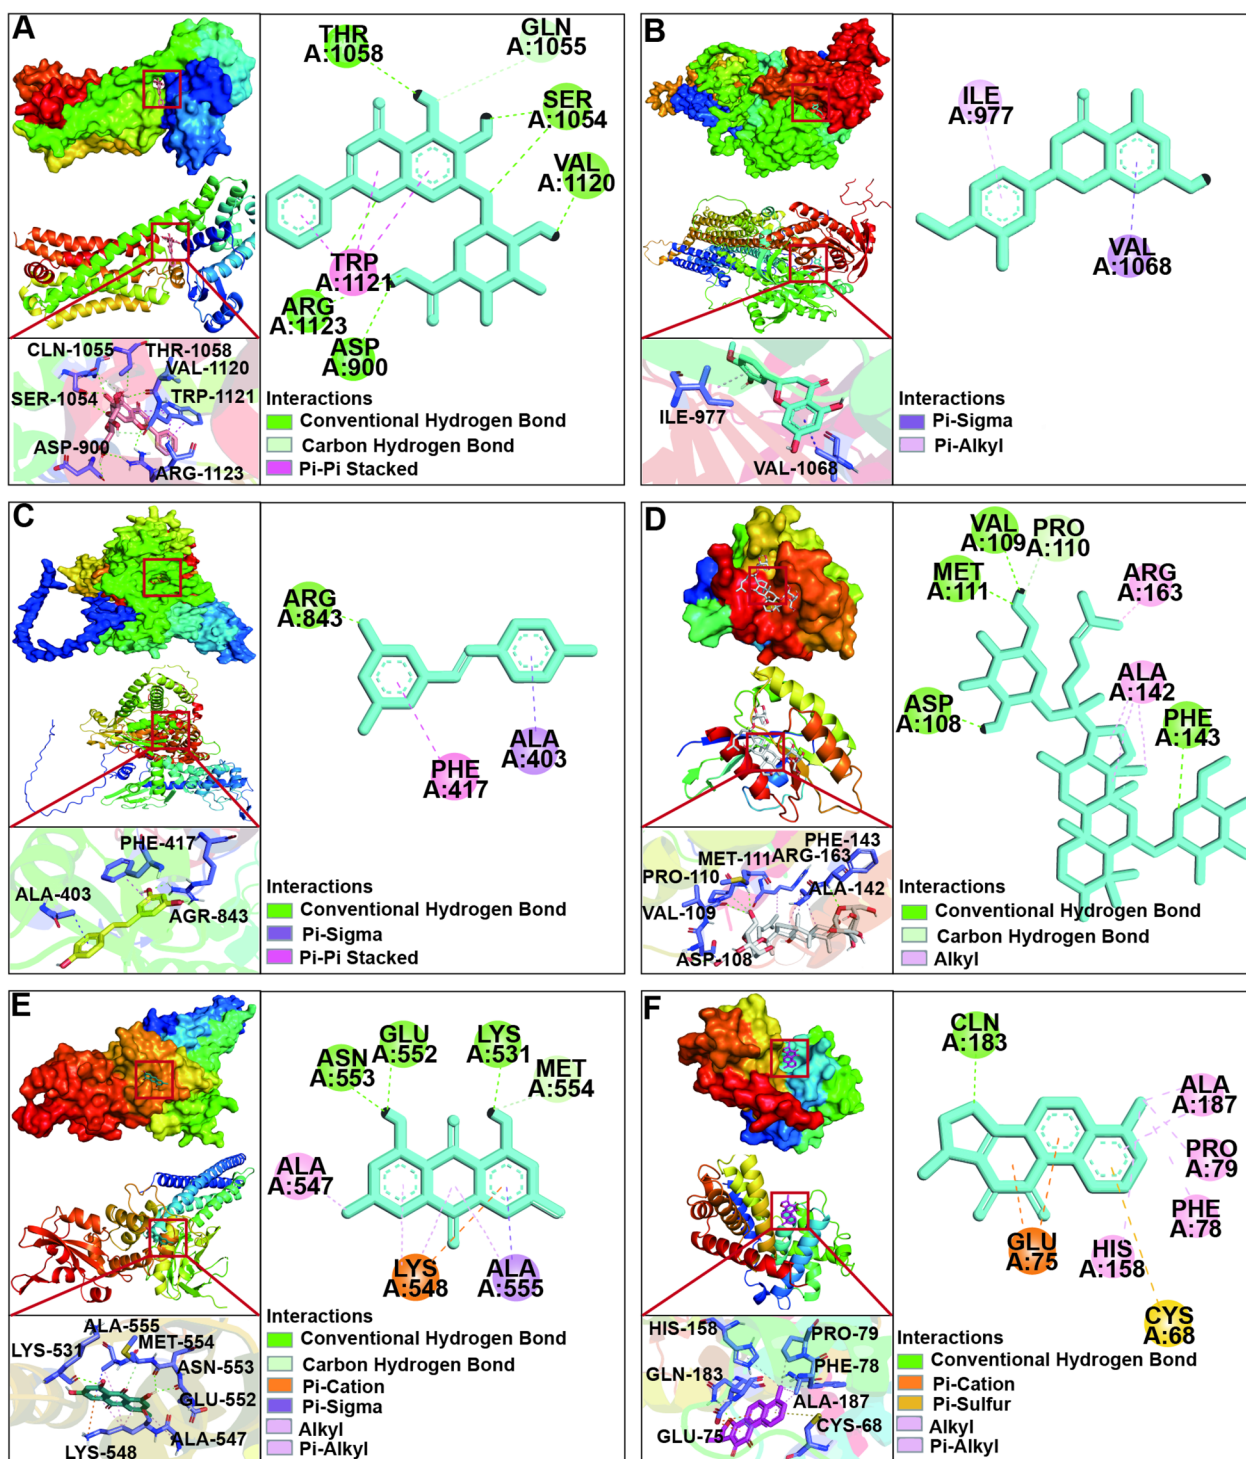 A
THR
A:1058
GLN
A:1055
SER
A:1054
VAL
A:1120
TRP
A:1121
ARG
A:1123
ASP
A:900
CLN-1055
THR-1058
VAL-1120
SER-1054
TRP-1121
ASP-900
ARG-1123
Interactions
Conventional Hydrogen Bond
Carbon Hydrogen Bond
Pi-Pi Stacked
B
ILE
A:977
VAL
A:1068
ILE-977
VAL-1068
Interactions
Pi-Sigma
Pi-Alkyl
C
ARG
A:843
PHE
A:417
ALA
A:403
PHE-417
ALA-403
AGR-843
Interactions
Conventional Hydrogen Bond
Pi-Sigma
Pi-Pi Stacked
D
VAL
A:109
PRO
A:110
MET
A:111
ARG
A:163
ALA
A:142
ASP
A:108
PHE
A:143
PHE-143
MET-111
ARG-163
PRO-110
ALA-142
VAL-109
ASP-108
Interactions
Conventional Hydrogen Bond
Carbon Hydrogen Bond
Alkyl
E
ASN
A:553
GLU
A:552
LYS
A:531
MET
A:554
ALA
A:547
LYS
A:548
ALA
A:555
ALA-555
LYS-531
MET-554
ASN-553
GLU-552
ALA-547
LYS-548
Interactions
Conventional Hydrogen Bond
Carbon Hydrogen Bond
Pi-Cation
Pi-Sigma
Alkyl
Pi-Alkyl
F
CLN
A:183
ALA
A:187
PRO
A:79
PHE
A:78
GLU
A:75
HIS
A:158
CYS
A:68
HIS-158
PRO-79
GLN-183
PHE-78
ALA-187
GLU-75
CYS-68
Interactions
Conventional Hydrogen Bond
Pi-Cation
Pi-Sulfur
Alkyl
Pi-Alkyl